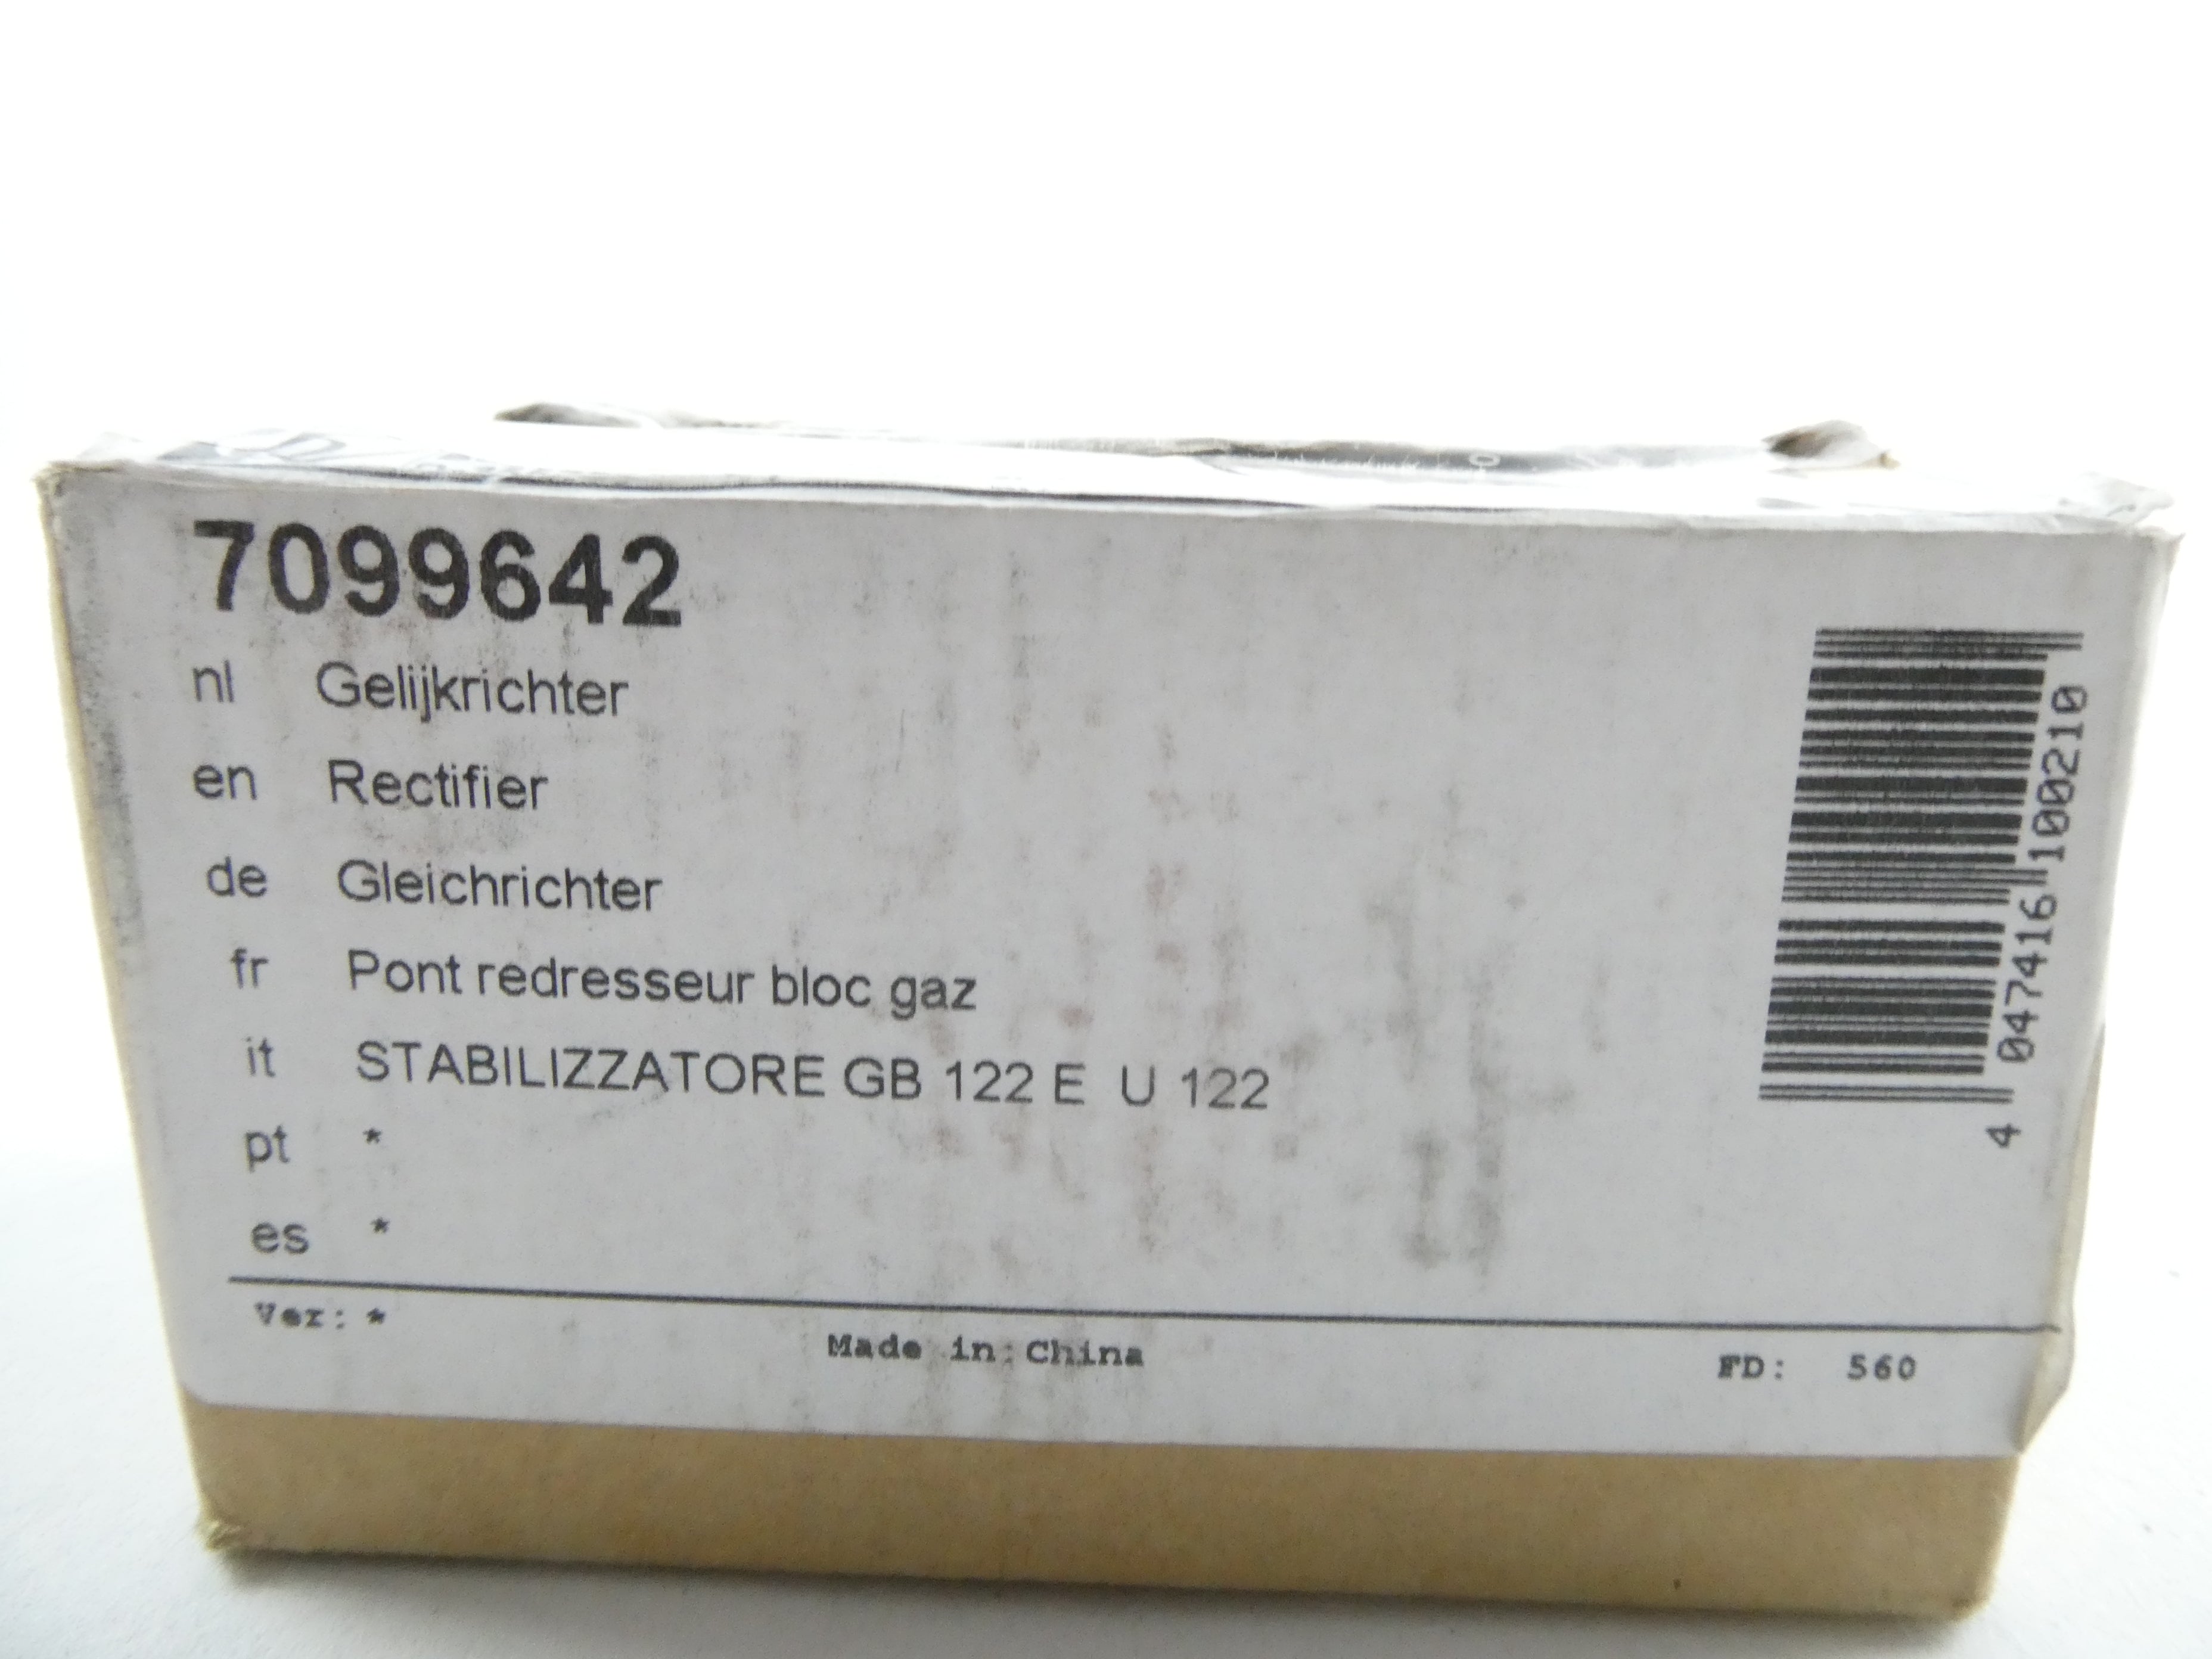 7099642
nl Gelijkrichter
en Rectifier
de Gleichrichter
fr Pont redresseur bloc gaz
it STABILIZZATORE GB 122 E U 122
pt *
es *
Ver: *
Made in: China
FD: 560
4 047416 100210